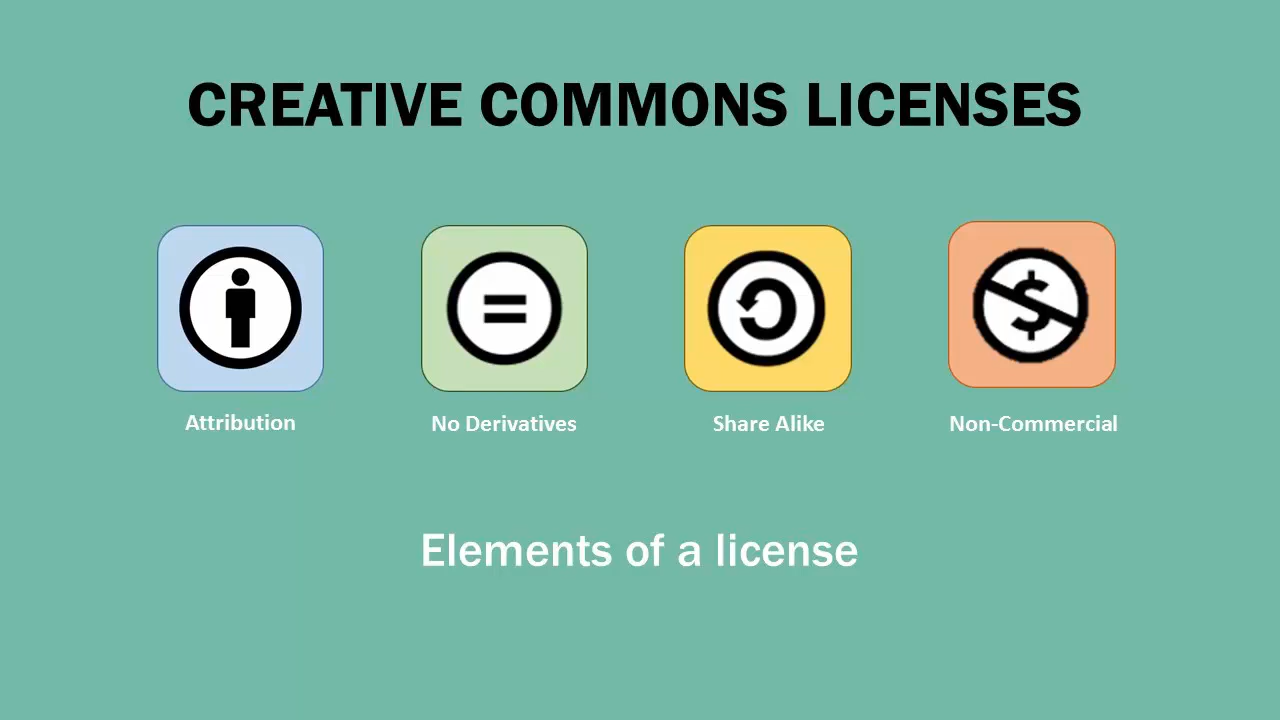 CREATIVE COMMONS LICENSES
Attribution
No Derivatives
Share Alike
Non-Commercial
Elements of a license